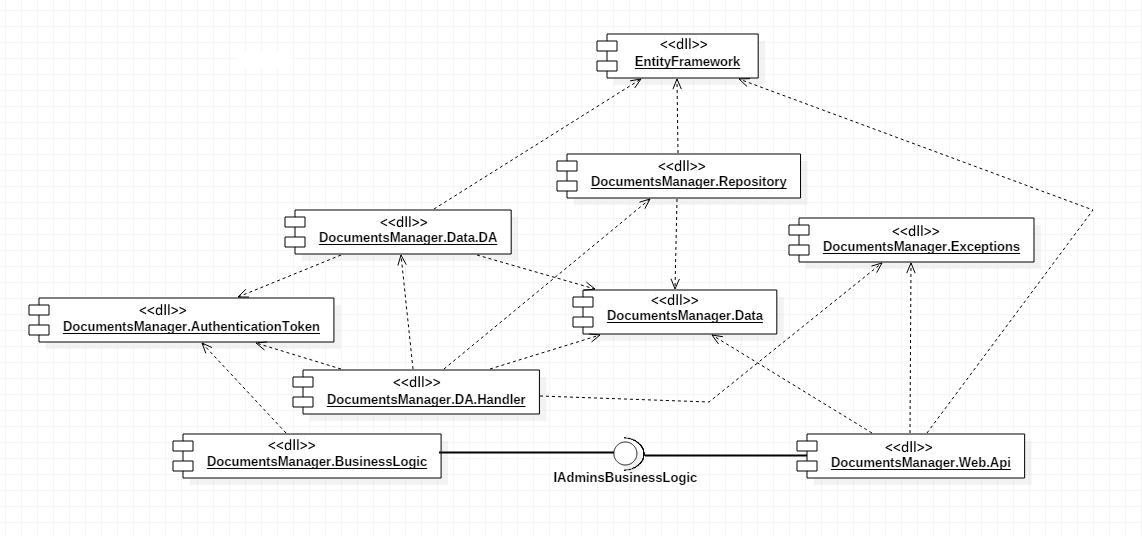 <<dll>>
EntityFramework
<<dll>>
DocumentsManager.Repository
<<dll>>
DocumentsManager.Data.DA
<<dll>>
DocumentsManager.Exceptions
<<dll>>
DocumentsManager.AuthenticationToken
<<dll>>
DocumentsManager.Data
<<dll>>
DocumentsManager.DA.Handler
<<dll>>
DocumentsManager.BusinessLogic
IAdminsBusinessLogic
<<dll>>
DocumentsManager.Web.Api